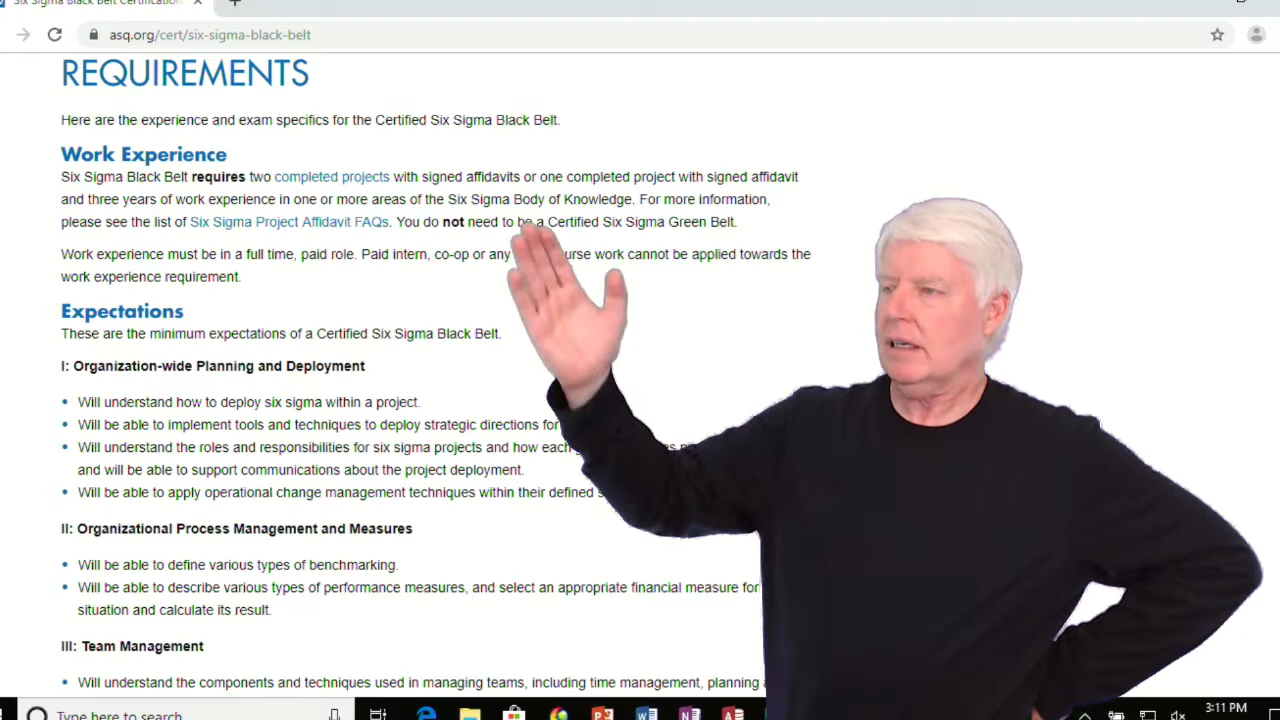 Six Sigma Black Belt Certification
asq.org/cert/six-sigma-black-belt
REQUIREMENTS
Here are the experience and exam specifics for the Certified Six Sigma Black Belt.
Work Experience
Six Sigma Black Belt requires two completed projects with signed affidavits or one completed project with signed affidavit
and three years of work experience in one or more areas of the Six Sigma Body of Knowledge. For more information,
please see the list of Six Sigma Project Affidavit FAQs. You do not need to be a Certified Six Sigma Green Belt.
Work experience must be in a full time, paid role. Paid intern, co-op or any work cannot be applied towards the
work experience requirement.
Expectations
These are the minimum expectations of a Certified Six Sigma Black Belt.
I: Organization-wide Planning and Deployment
• Will understand how to deploy six sigma within a project.
• Will be able to implement tools and techniques to deploy strategic directions for
• Will understand the roles and responsibilities for six sigma projects and how each
and will be able to support communications about the project deployment.
• Will be able to apply operational change management techniques within their defined
II: Organizational Process Management and Measures
• Will be able to define various types of benchmarking.
• Will be able to describe various types of performance measures, and select an appropriate financial measure for
situation and calculate its result.
III: Team Management
• Will understand the components and techniques used in managing teams, including time management, planning
Type here to search
3:11 PM